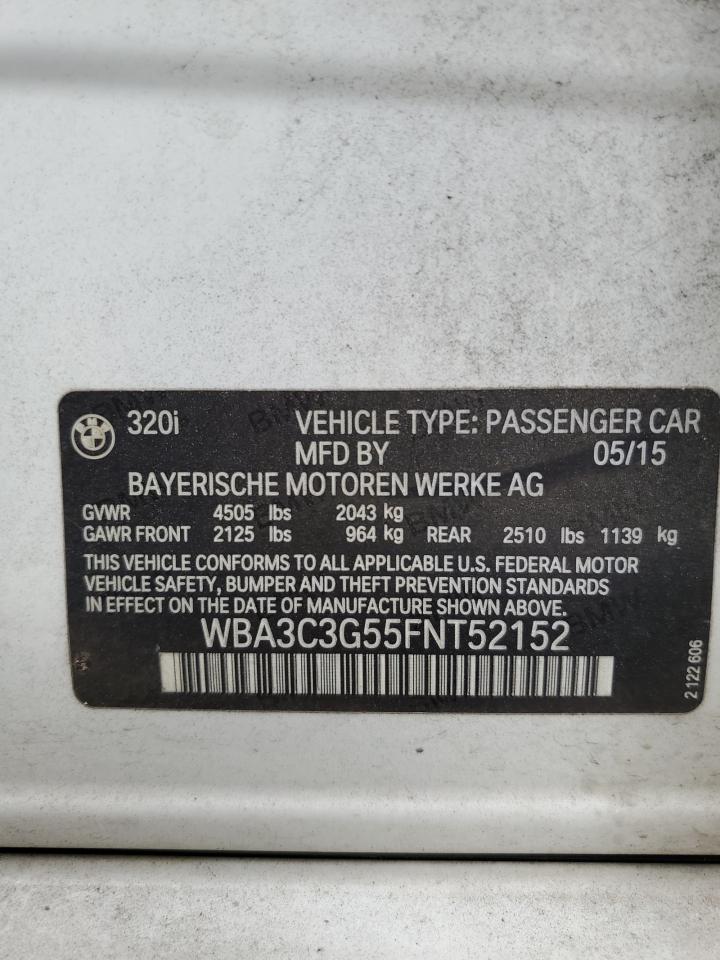 320i VEHICLE TYPE: PASSENGER CAR
MFD BY 05/15
BAYERISCHE MOTOREN WERKE AG
GVWR 4505 lbs 2043 kg
GAWR FRONT 2125 lbs 964 kg REAR 2510 lbs 1139 kg
THIS VEHICLE CONFORMS TO ALL APPLICABLE U.S. FEDERAL MOTOR
VEHICLE SAFETY, BUMPER AND THEFT PREVENTION STANDARDS
IN EFFECT ON THE DATE OF MANUFACTURE SHOWN ABOVE.
WBA3C3G55FNT52152
2 122 606